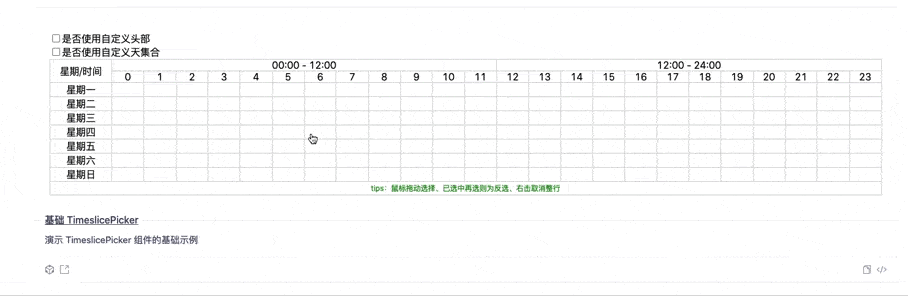 是否使用自定义头部
是否使用自定义天集合
星期/时间 00:00 - 12:00 12:00 - 24:00
0 1 2 3 4 5 6 7 8 9 10 11 12 13 14 15 16 17 18 19 20 21 22 23
星期一
星期二
星期三
星期四
星期五
星期六
星期日
tips: 鼠标拖动选择、已选中再选则为反选、右击取消整行
基础 TimeslicePicker
演示 TimeslicePicker 组件的基础示例